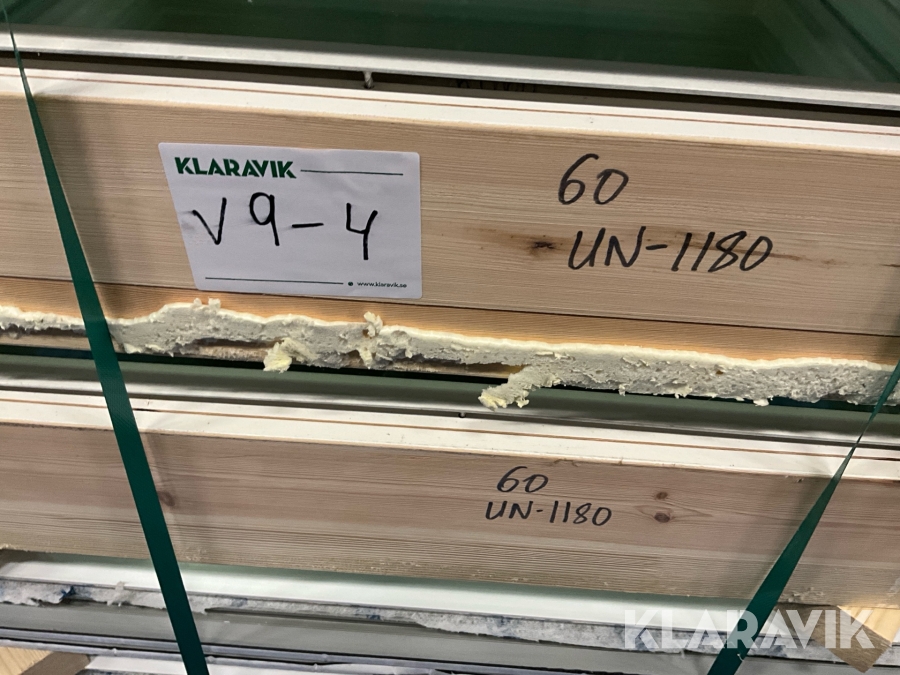 KLARAVIK
V9-4
www.klaravik.se
60
UN-1180
60
UN-1180
KLARAVIK